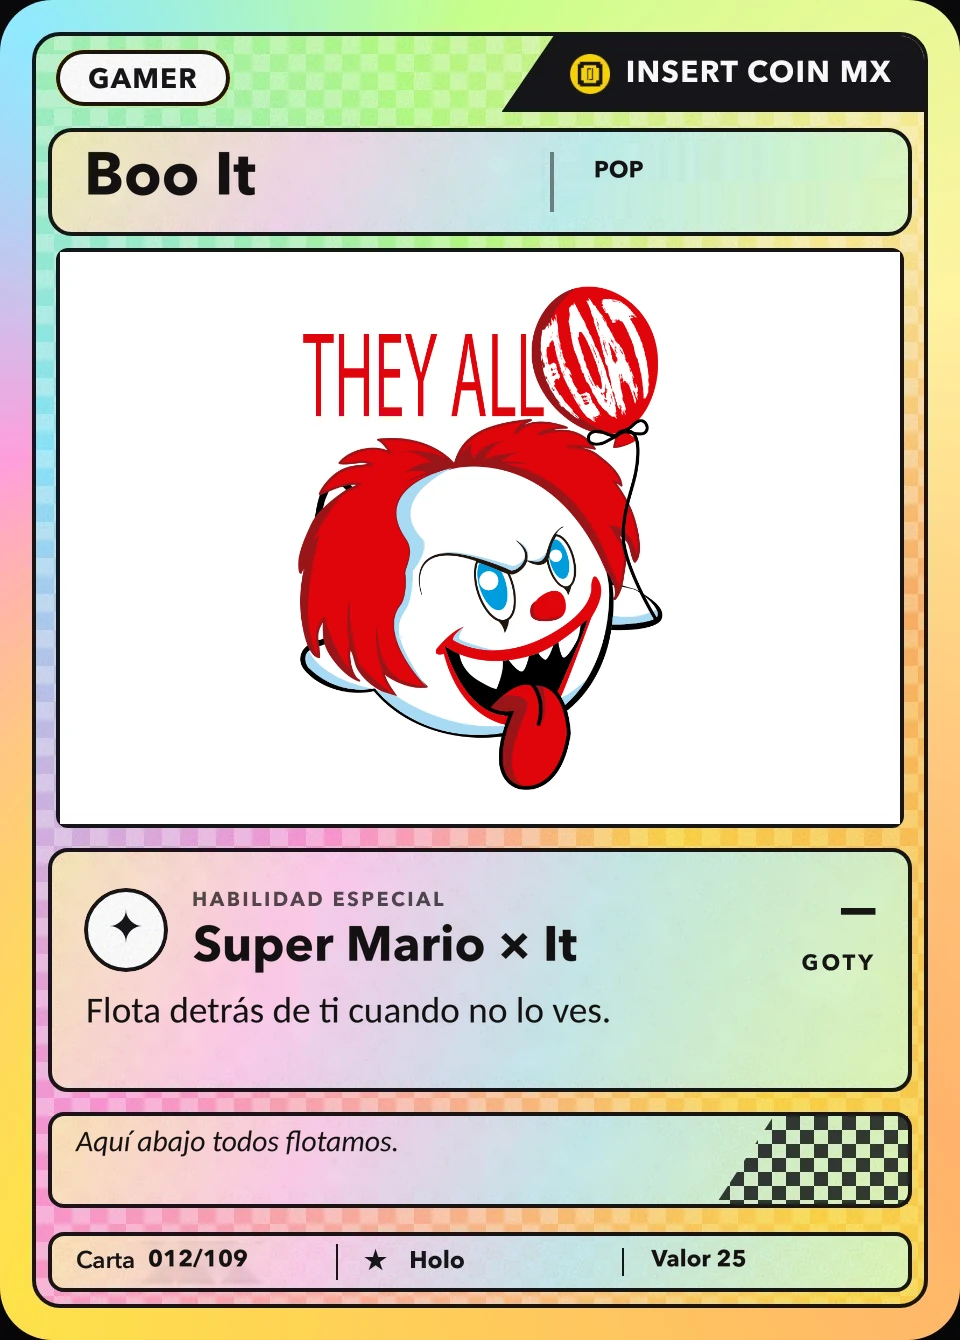 GAMER
INSERT COIN MX
Boo It
POP
THEY ALL FLOAT
HABILIDAD ESPECIAL
Super Mario × It
—
GOTY
Flota detrás de ti cuando no lo ves.
Aquí abajo todos flotamos.
Carta 012/109
★ Holo
Valor 25